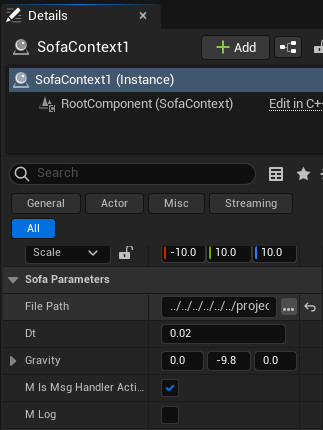 Details
SofaContext1
Add
SofaContext1 (Instance)
RootComponent (SofaContext) Edit in C++
Search
General Actor Misc Streaming
All
Scale -10.0 10.0 10.0
Sofa Parameters
File Path ../../../../../../projec ...
Dt 0.02
Gravity 0.0 -9.8 0.0
M Is Msg Handler Acti...
M Log